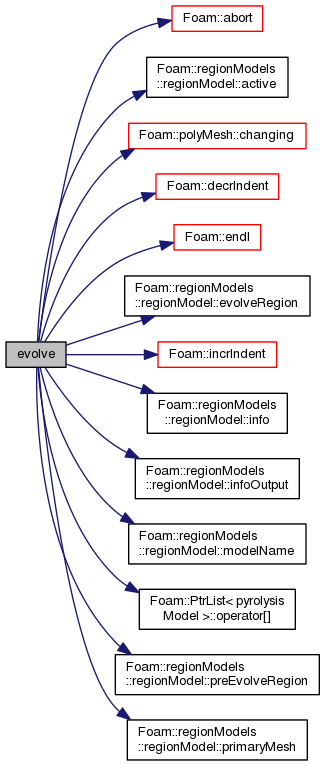 Foam::abort
Foam::regionModels
::regionModel::active
Foam::polyMesh::changing
Foam::decrIndent
Foam::endl
Foam::regionModels
::regionModel::evolveRegion
evolve
Foam::incrIndent
Foam::regionModels
::regionModel::info
Foam::regionModels
::regionModel::infoOutput
Foam::regionModels
::regionModel::modelName
Foam::PtrList< pyrolysis
Model >::operator[]
Foam::regionModels
::regionModel::preEvolveRegion
Foam::regionModels
::regionModel::primaryMesh